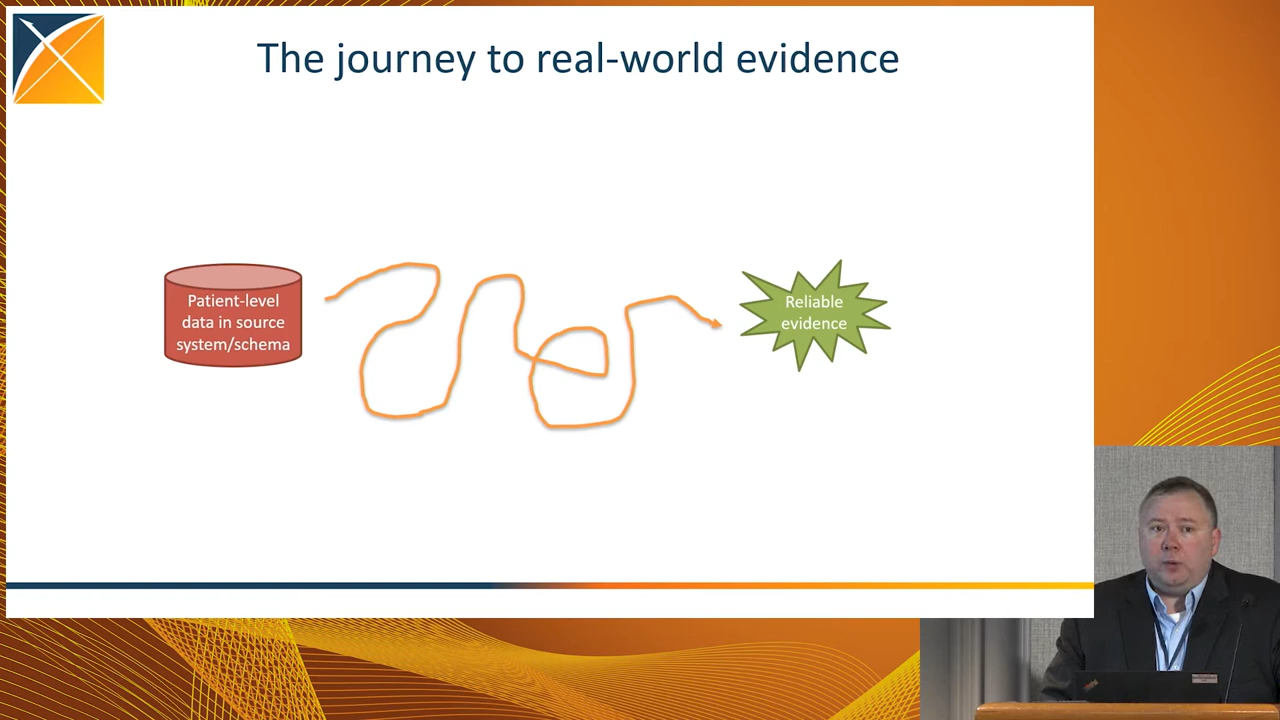 The journey to real-world evidence
Patient-level
data in source
system/schema
Reliable
evidence